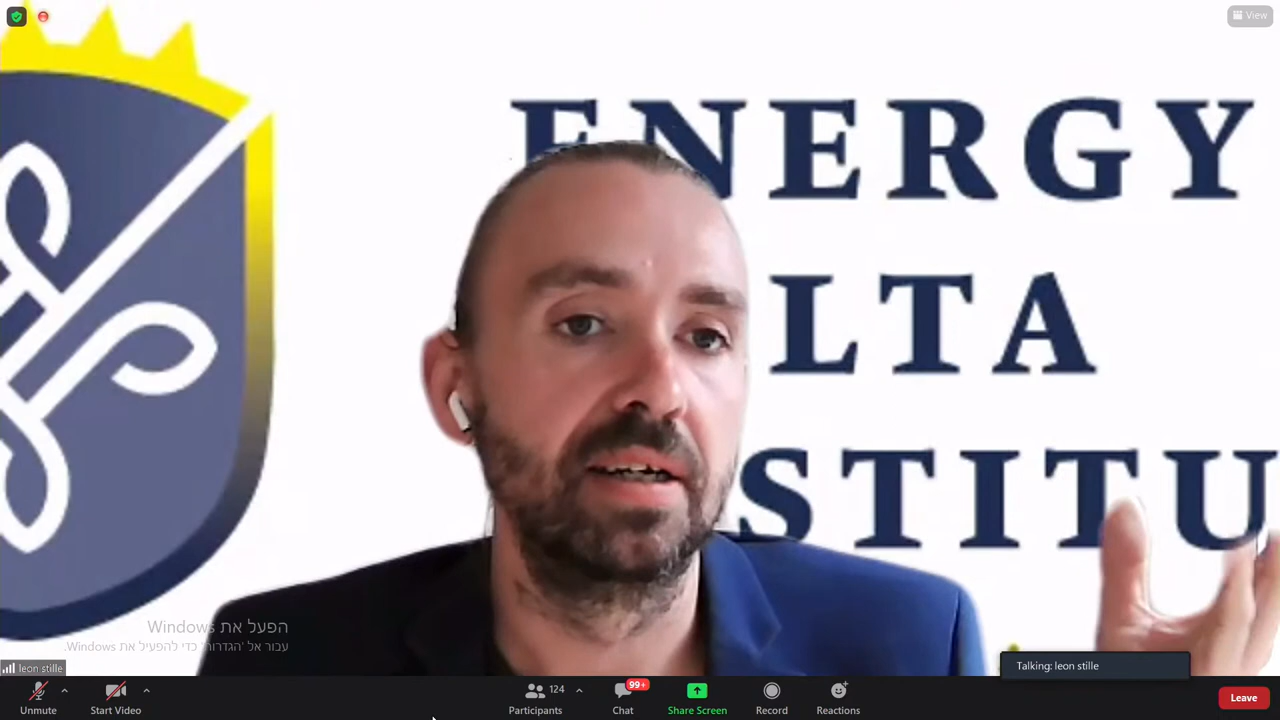 View
ENERGY
LTA
STITU
הפעל את Windows
עבור אל 'הגדרות' כדי להפעיל את Windows.
leon stille
Talking: leon stille
Unmute
Start Video
Participants
124
Chat
99+
Share Screen
Record
Reactions
Leave